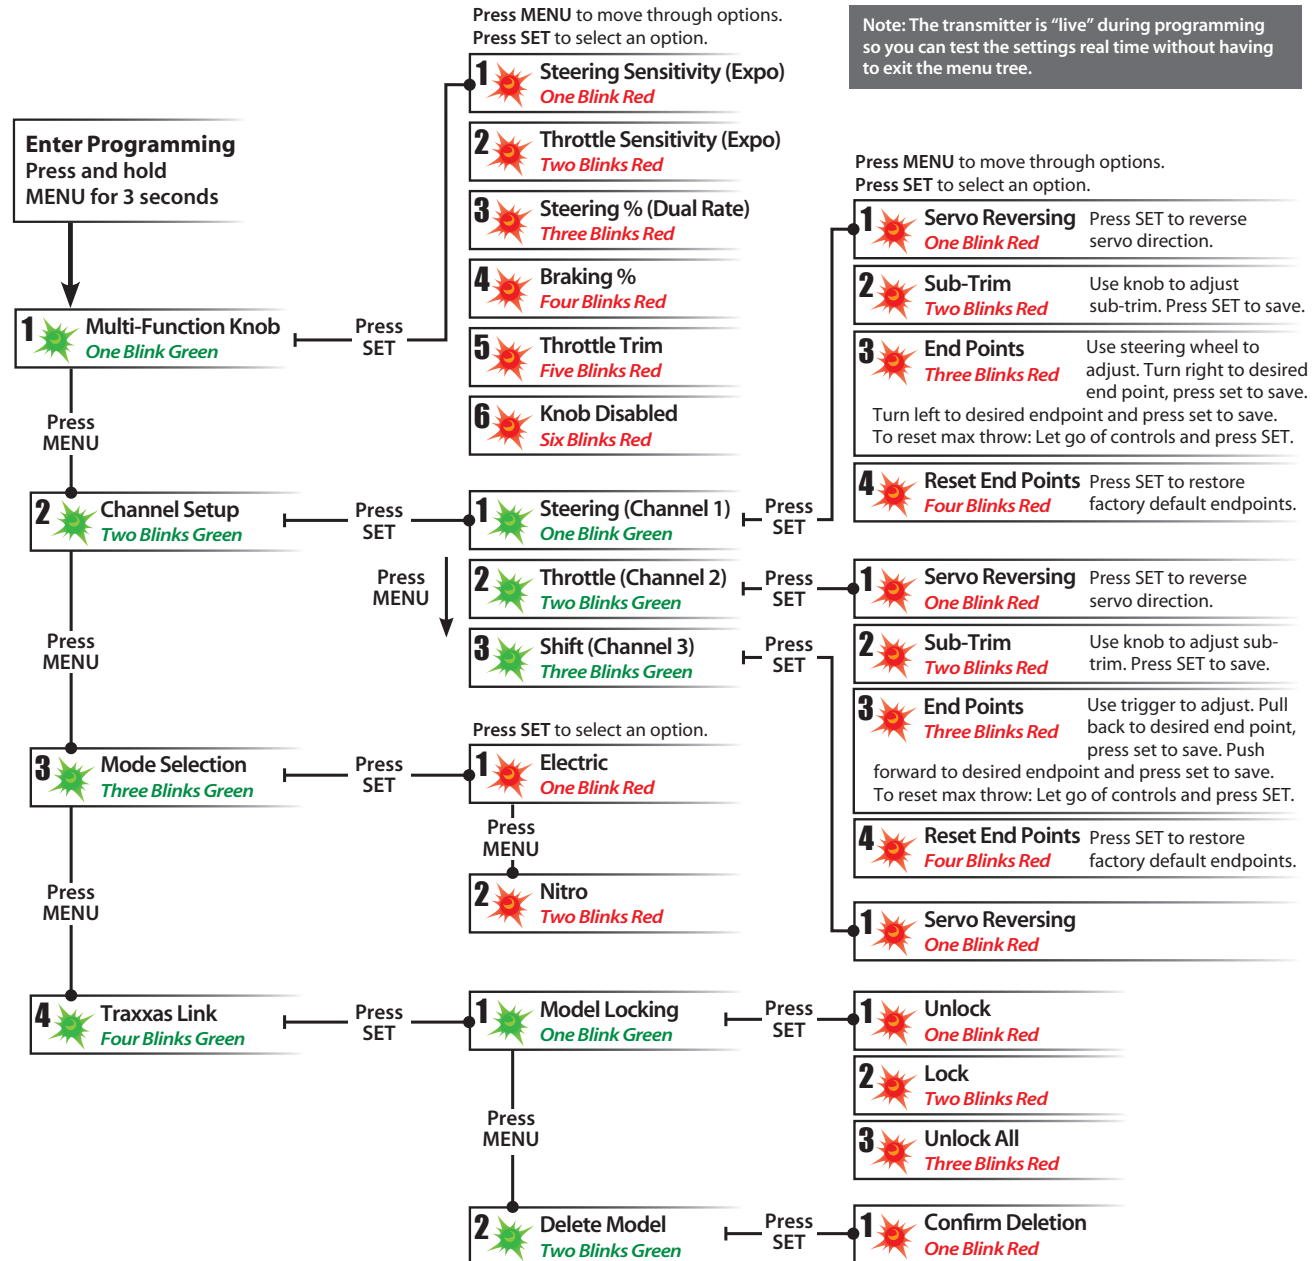 Press MENU to move through options.
Press SET to select an option.
Note: The transmitter is “live” during programming
so you can test the settings real time without having
to exit the menu tree.
Enter Programming
Press and hold
MENU for 3 seconds
1 Multi-Function Knob
One Blink Green
Press
SET
1 Steering Sensitivity (Expo)
One Blink Red
2 Throttle Sensitivity (Expo)
Two Blinks Red
3 Steering % (Dual Rate)
Three Blinks Red
4 Braking %
Four Blinks Red
5 Throttle Trim
Five Blinks Red
6 Knob Disabled
Six Blinks Red
Press
MENU
2 Channel Setup
Two Blinks Green
Press
SET
1 Steering (Channel 1)
One Blink Green
Press
SET
Press
MENU
2 Throttle (Channel 2)
Two Blinks Green
Press
SET
3 Shift (Channel 3)
Three Blinks Green
Press
SET
Press MENU to move through options.
Press SET to select an option.
1 Servo Reversing Press SET to reverse
One Blink Red servo direction.
2 Sub-Trim Use knob to adjust
Two Blinks Red sub-trim. Press SET to save.
3 End Points Use steering wheel to
Three Blinks Red adjust. Turn right to desired
end point, press set to save.
Turn left to desired endpoint and press set to save.
To reset max throw: Let go of controls and press SET.
4 Reset End Points Press SET to restore
Four Blinks Red factory default endpoints.
1 Servo Reversing Press SET to reverse
One Blink Red servo direction.
2 Sub-Trim Use knob to adjust sub-
Two Blinks Red trim. Press SET to save.
3 End Points Use trigger to adjust. Pull
Three Blinks Red back to desired end point,
press set to save. Push
forward to desired endpoint and press set to save.
To reset max throw: Let go of controls and press SET.
4 Reset End Points Press SET to restore
Four Blinks Red factory default endpoints.
1 Servo Reversing
One Blink Red
Press
MENU
3 Mode Selection
Three Blinks Green
Press
SET
Press SET to select an option.
1 Electric
One Blink Red
Press
MENU
2 Nitro
Two Blinks Red
Press
MENU
4 Traxxas Link
Four Blinks Green
Press
SET
1 Model Locking
One Blink Green
Press
SET
1 Unlock
One Blink Red
2 Lock
Two Blinks Red
3 Unlock All
Three Blinks Red
Press
MENU
2 Delete Model
Two Blinks Green
Press
SET
1 Confirm Deletion
One Blink Red